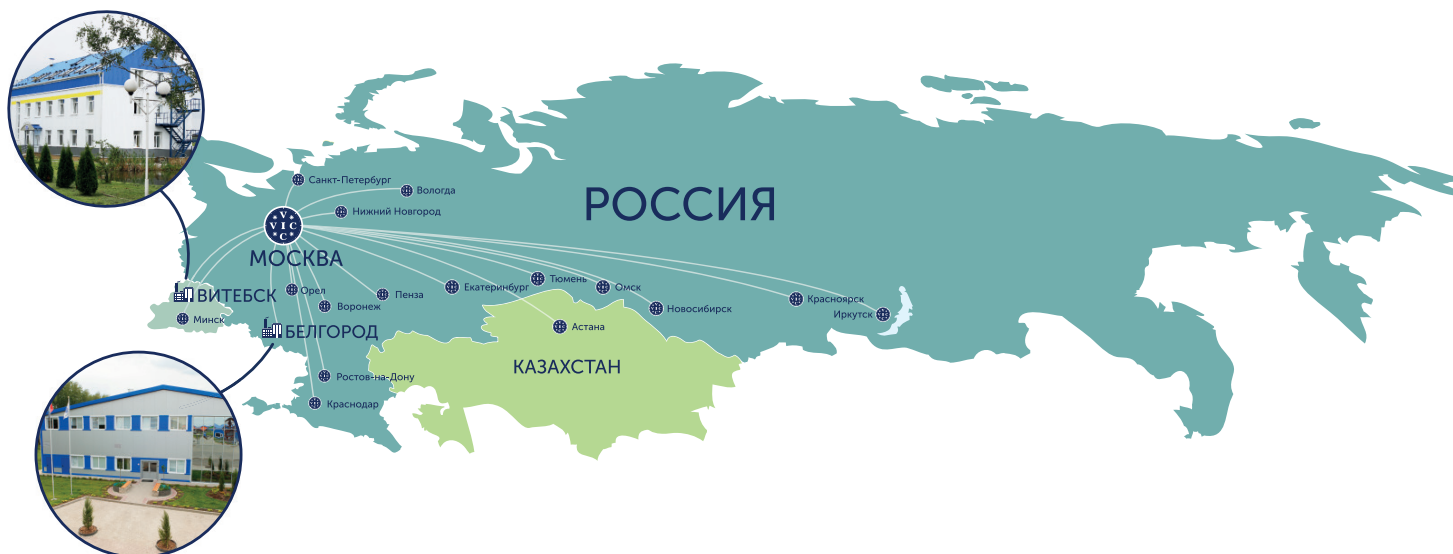 РОССИЯ
Санкт-Петербург
Вологда
Нижний Новгород
V
VIC
C
МОСКВА
Тюмень
Екатеринбург
Омск
ВИТЕБСК
Орел
Пенза
Воронеж
Новосибирск
Красноярск
Иркутск
Минск
БЕЛГОРОД
Астана
КАЗАХСТАН
Ростов-на-Дону
Краснодар